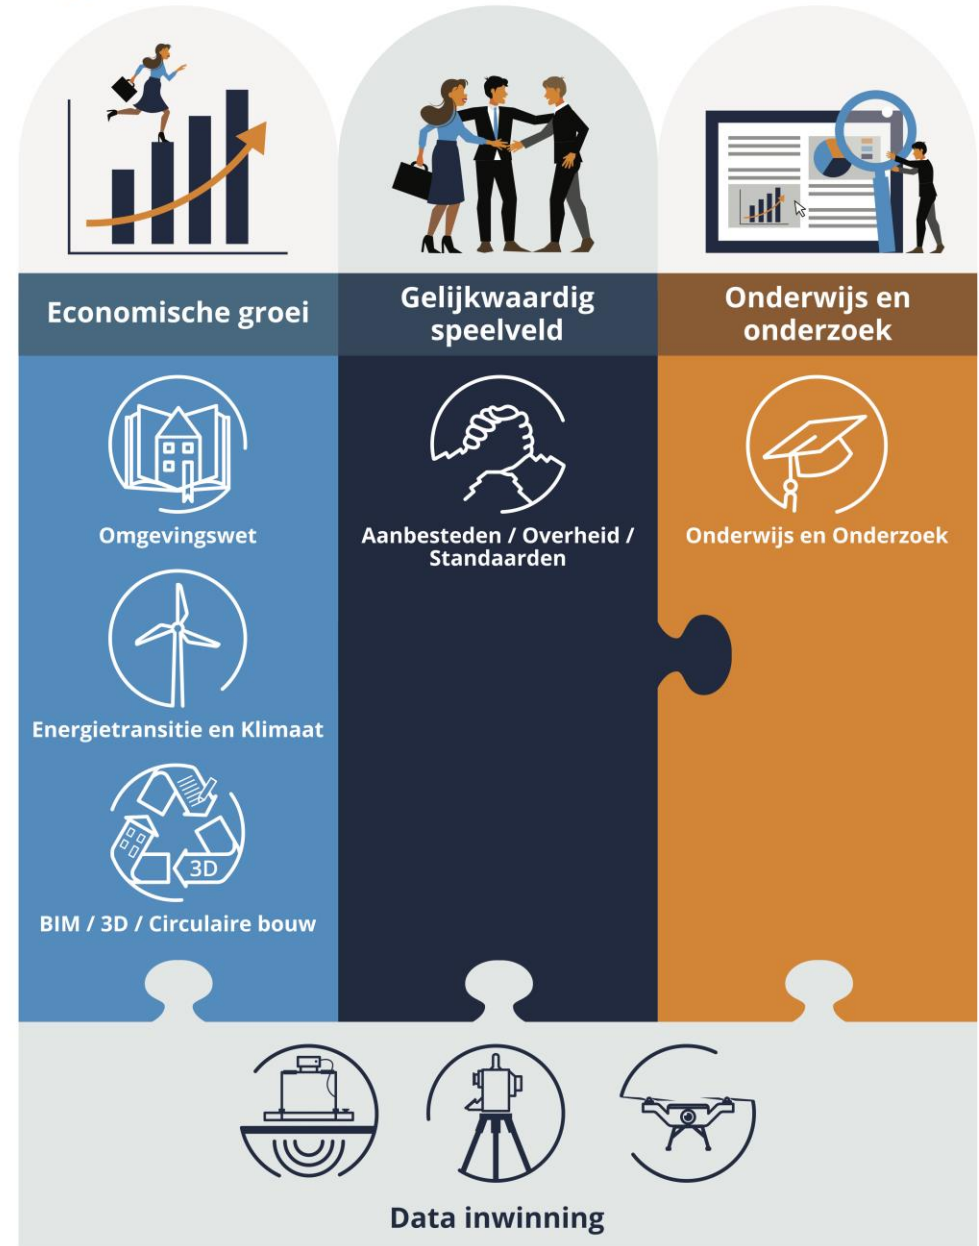 Economische groei
Gelijkwaardig
speelveld
Onderwijs en
onderzoek
Omgevingswet
Energietransitie en Klimaat
3D
BIM / 3D / Circulaire bouw
Aanbesteden / Overheid /
Standaarden
Onderwijs en Onderzoek
Data inwinning